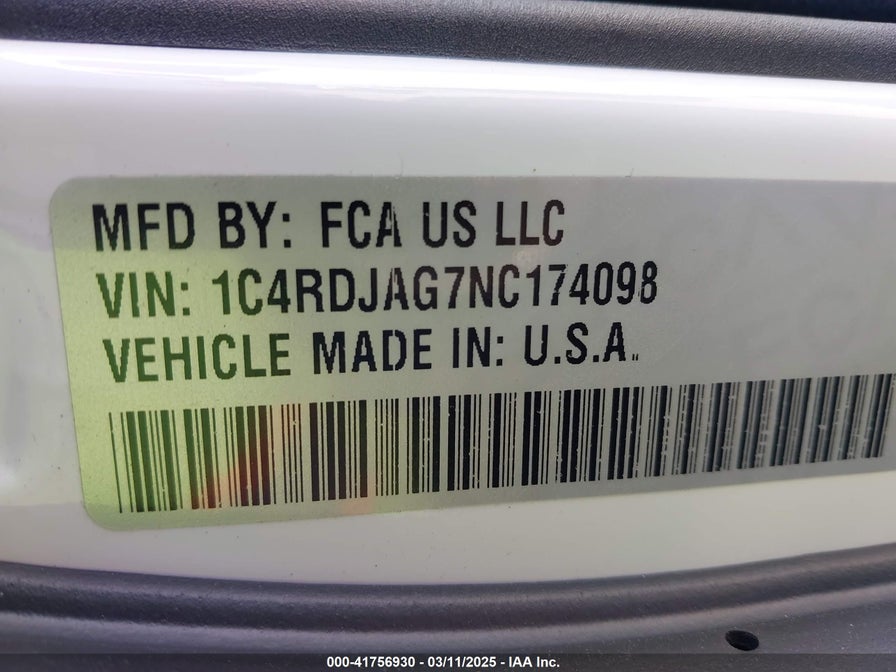 MFD BY: FCA US LLC
VIN: 1C4RDJAG7NC174098
VEHICLE MADE IN: U.S.A.
000-41756930 - 03/11/2025 - IAA Inc.